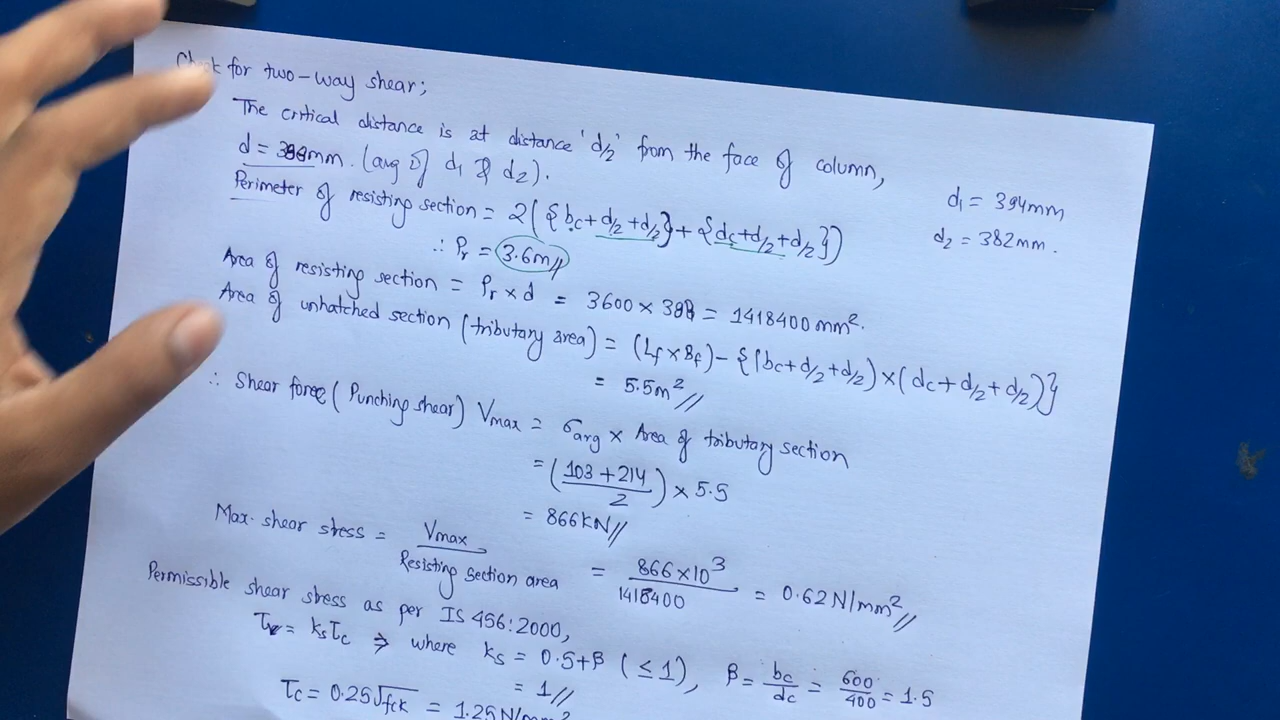 for two-way shear;
The critical distance is at distance 'd/2' from the face of column,
d = mm. (avg of d₁ & d₂).
d₁ = 394mm
d₂ = 382mm.
Perimeter of resisting section = 2({bc+d/2+d/2}+{dc+d/2+d/2})
∴ Pr = 3.6m//
Area of resisting section = Pr × d = 3600 × = 1418400 mm².
Area of unhatched section (tributary area) = (Lf × Bf) - {(bc+d/2+d/2)×(dc+d/2+d/2)}
= 5.5m²//
∴ Shear force (Punching shear) Vmax = σavg × Area of tributary section
= (103+214/2) × 5.5
= 866KN//
Max. shear stress = Vmax/Resisting section area = 866×10³/1418400 = 0.62 N/mm²//
Permissible shear stress as per IS 456:2000,
= ksτc ⇒ where ks = 0.5+β (≤1), β = bc/dc = 600/400 = 1.5
= 1//
τc = 0.25√fck = 1.25 N/mm²